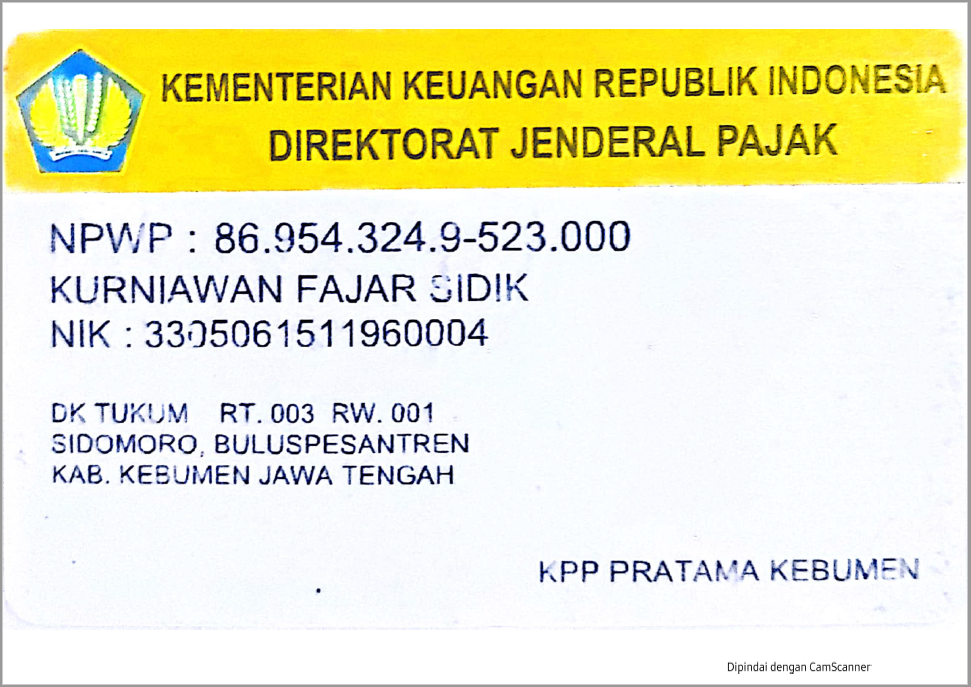 KEMENTERIAN KEUANGAN REPUBLIK INDONESIA
DIREKTORAT JENDERAL PAJAK
NPWP : 86.954.324.9-523.000
KURNIAWAN FAJAR SIDIK
NIK : 3305061511960004
DK TUKUM RT. 003 RW. 001
SIDOMORO, BULUSPESANTREN
KAB. KEBUMEN JAWA TENGAH
KPP PRATAMA KEBUMEN
Dipindai dengan CamScanner